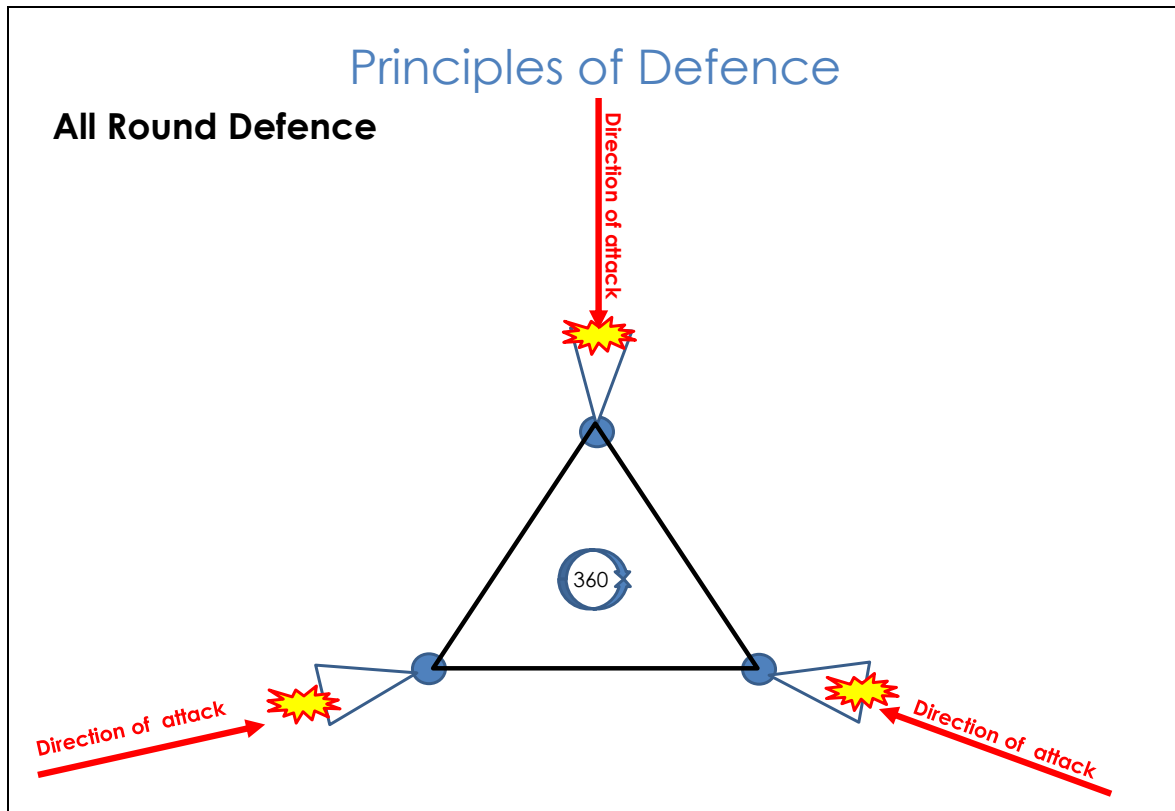 Principles of Defence
All Round Defence
Direction of attack
360
Direction of attack
Direction of attack